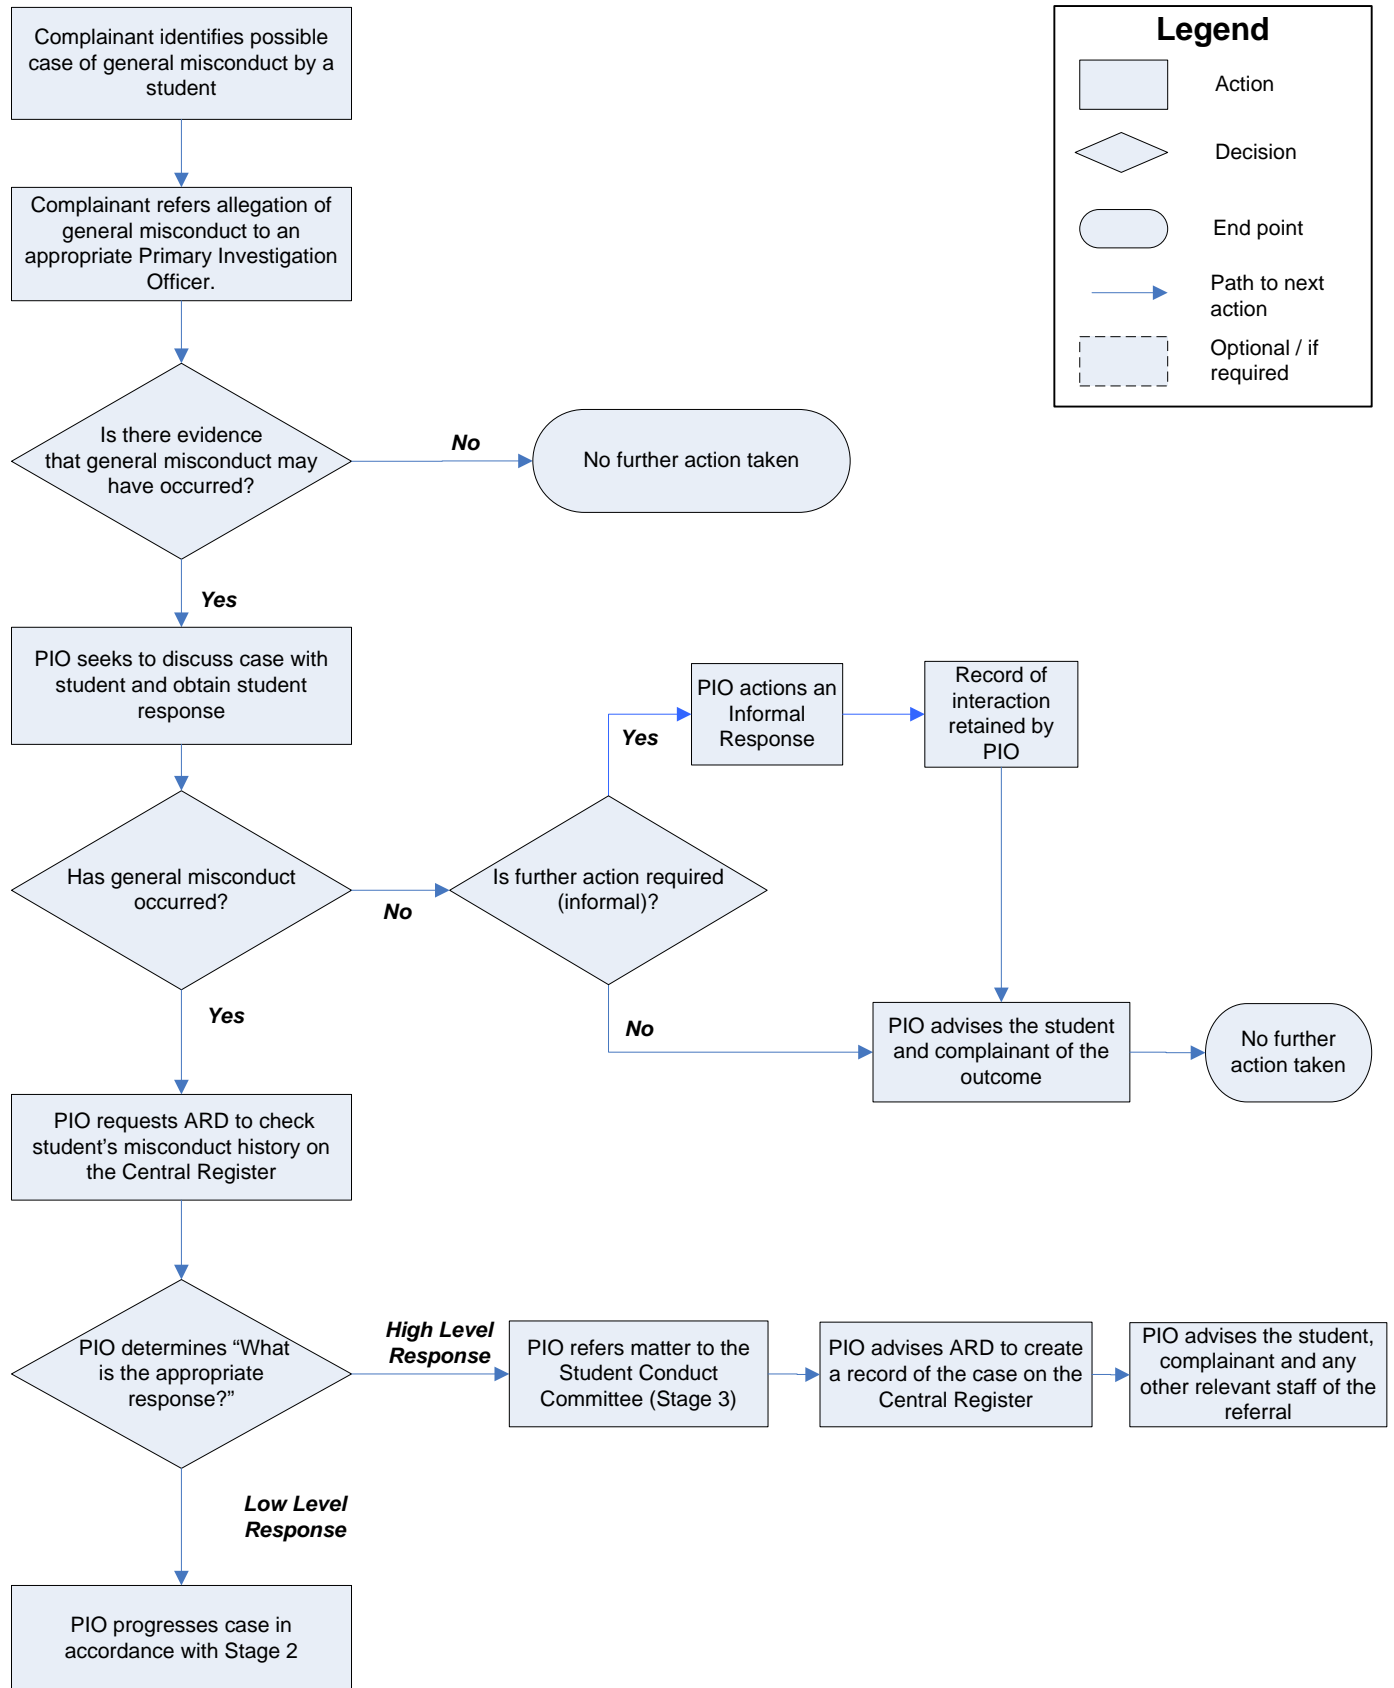 Complainant identifies possible
case of general misconduct by a
student
Legend
Action
Decision
End point
Path to next
action
Optional / if
required
Complainant refers allegation of
general misconduct to an
appropriate Primary Investigation
Officer.
Is there evidence
that general misconduct may
have occurred?
No
No further action taken
Yes
PIO seeks to discuss case with
student and obtain student
response
Has general misconduct
occurred?
No
Is further action required
(informal)?
Yes
PIO actions an
Informal
Response
Record of
interaction
retained by
PIO
No
PIO advises the student
and complainant of the
outcome
No further
action taken
Yes
PIO requests ARD to check
student’s misconduct history on
the Central Register
PIO determines “What
is the appropriate
response?”
High Level
Response
PIO refers matter to the
Student Conduct
Committee (Stage 3)
PIO advises ARD to create
a record of the case on the
Central Register
PIO advises the student,
complainant and any
other relevant staff of the
referral
Low Level
Response
PIO progresses case in
accordance with Stage 2